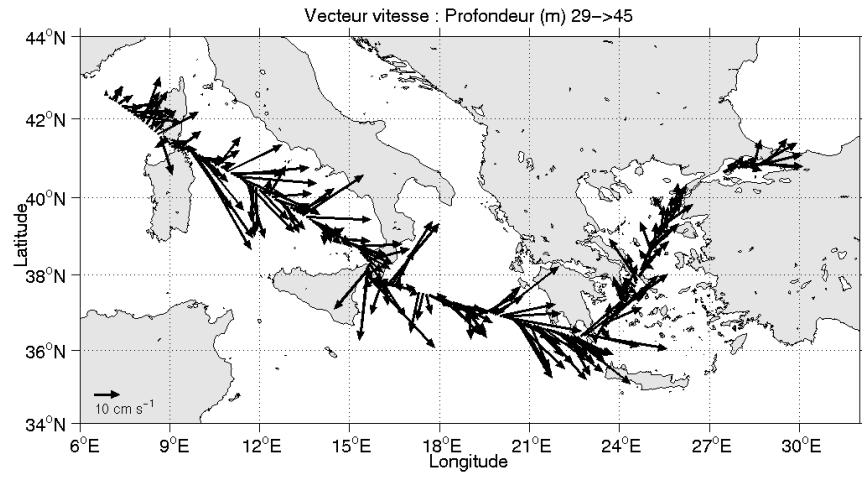 Vecteur vitesse : Profondeur (m) 29−>45
44°N
42°N
40°N
38°N
36°N
34°N
Latitude
10 cm s⁻¹
6°E 9°E 12°E 15°E 18°E 21°E 24°E 27°E 30°E
Longitude